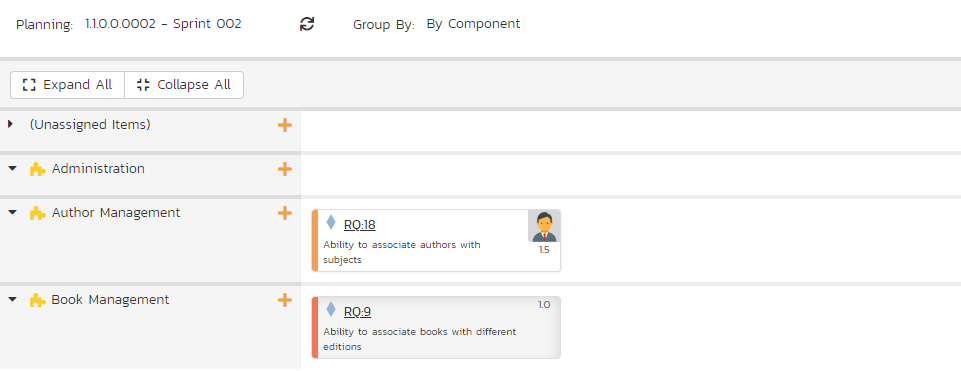 Planning: 1.1.0.0.0002 - Sprint 002 Group By: By Component
Expand All Collapse All
(Unassigned Items)
Administration
Author Management
RQ:18
Ability to associate authors with
subjects
1.5
Book Management
RQ:9
1.0
Ability to associate books with different
editions